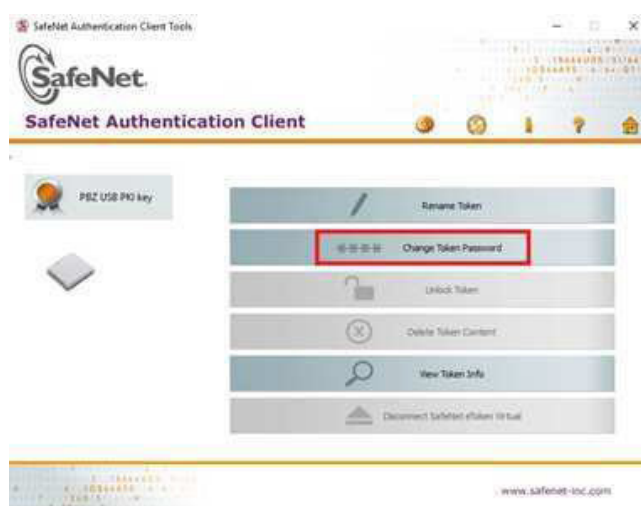 SafeNet Authentication Client Tools
SafeNet.
SafeNet Authentication Client
?
PBZ USB PKI key
Rename Token
Change Token Password
Unlock Token
Delete Token Content
View Token Info
Disconnect SafeNet eToken Virtual
www.safenet-inc.com